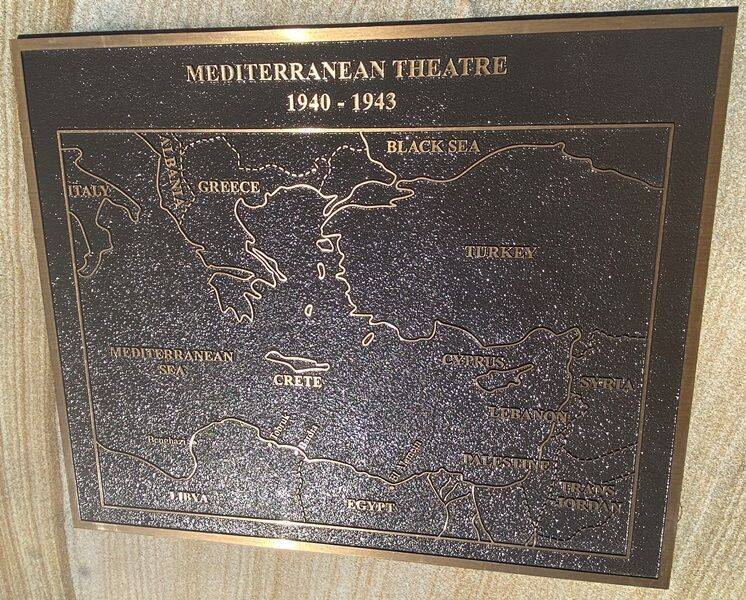 MEDITERRANEAN THEATRE
1940 - 1943
BLACK SEA
ALBANIA
ITALY
GREECE
TURKEY
MEDITERRANEAN
SEA
CRETE
CYPRUS
SYRIA
LEBANON
Benghazi
PALESTINE
TRANS-
JORDAN
LIBYA
EGYPT